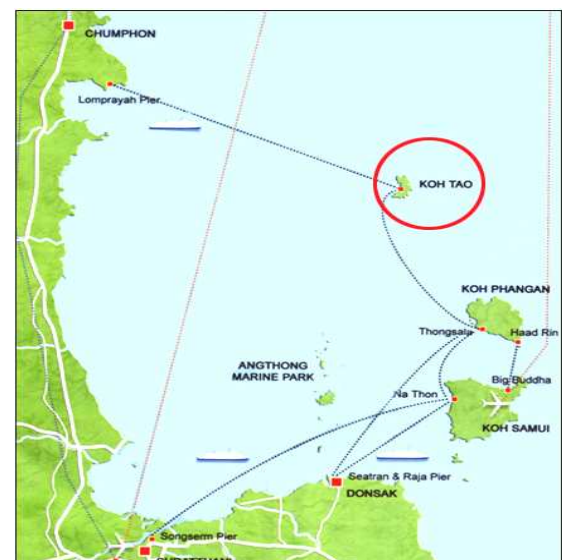 CHUMPHON
Lomprayah Pier
KOH TAO
KOH PHANGAN
Thongsala
Haad Rin
ANGTHONG
MARINE PARK
Big Buddha
Na Thon
KOH SAMUI
r
Seatran & Raja Pier
DONSAK
Songserm Pier